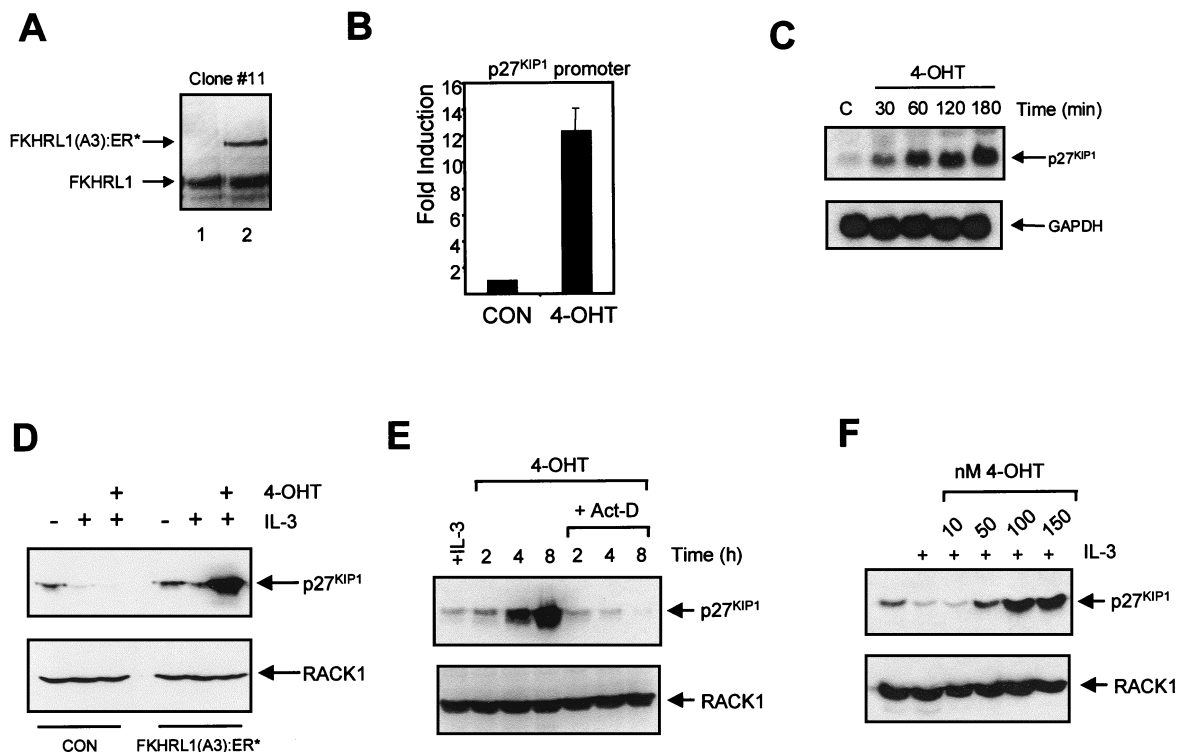 A
Clone #11
FKHRL1(A3):ER*
FKHRL1
1 2
B
p27KIP1 promoter
Fold Induction
16
14
12
10
8
6
4
2
CON 4-OHT
C
4-OHT
C 30 60 120 180 Time (min)
p27KIP1
GAPDH
D
+ + 4-OHT
- + + - + + IL-3
p27KIP1
RACK1
CON FKHRL1(A3):ER*
E
4-OHT
+ Act-D
+IL-3 2 4 8 2 4 8 Time (h)
p27KIP1
RACK1
F
nM 4-OHT
10 50 100 150
+ + + + + IL-3
p27KIP1
RACK1